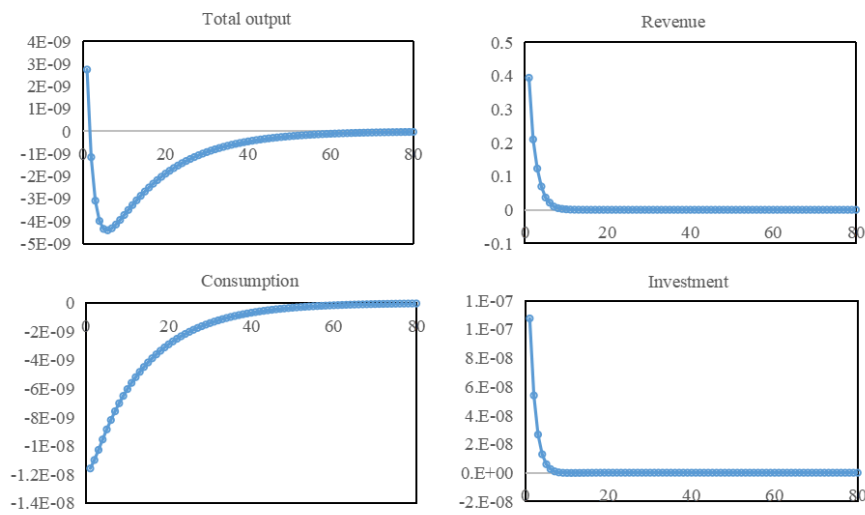 Total output
4E-09
3E-09
2E-09
1E-09
0
-1E-09
-2E-09
-3E-09
-4E-09
-5E-09
0 20 40 60 80
Revenue
0.5
0.4
0.3
0.2
0.1
0
-0.1
0 20 40 60 80
Consumption
0
-2E-09
-4E-09
-6E-09
-8E-09
-1E-08
-1.2E-08
-1.4E-08
0 20 40 60 80
Investment
1.E-07
1.E-07
8.E-08
6.E-08
4.E-08
2.E-08
0.E+00
-2.E-08
0 20 40 60 80